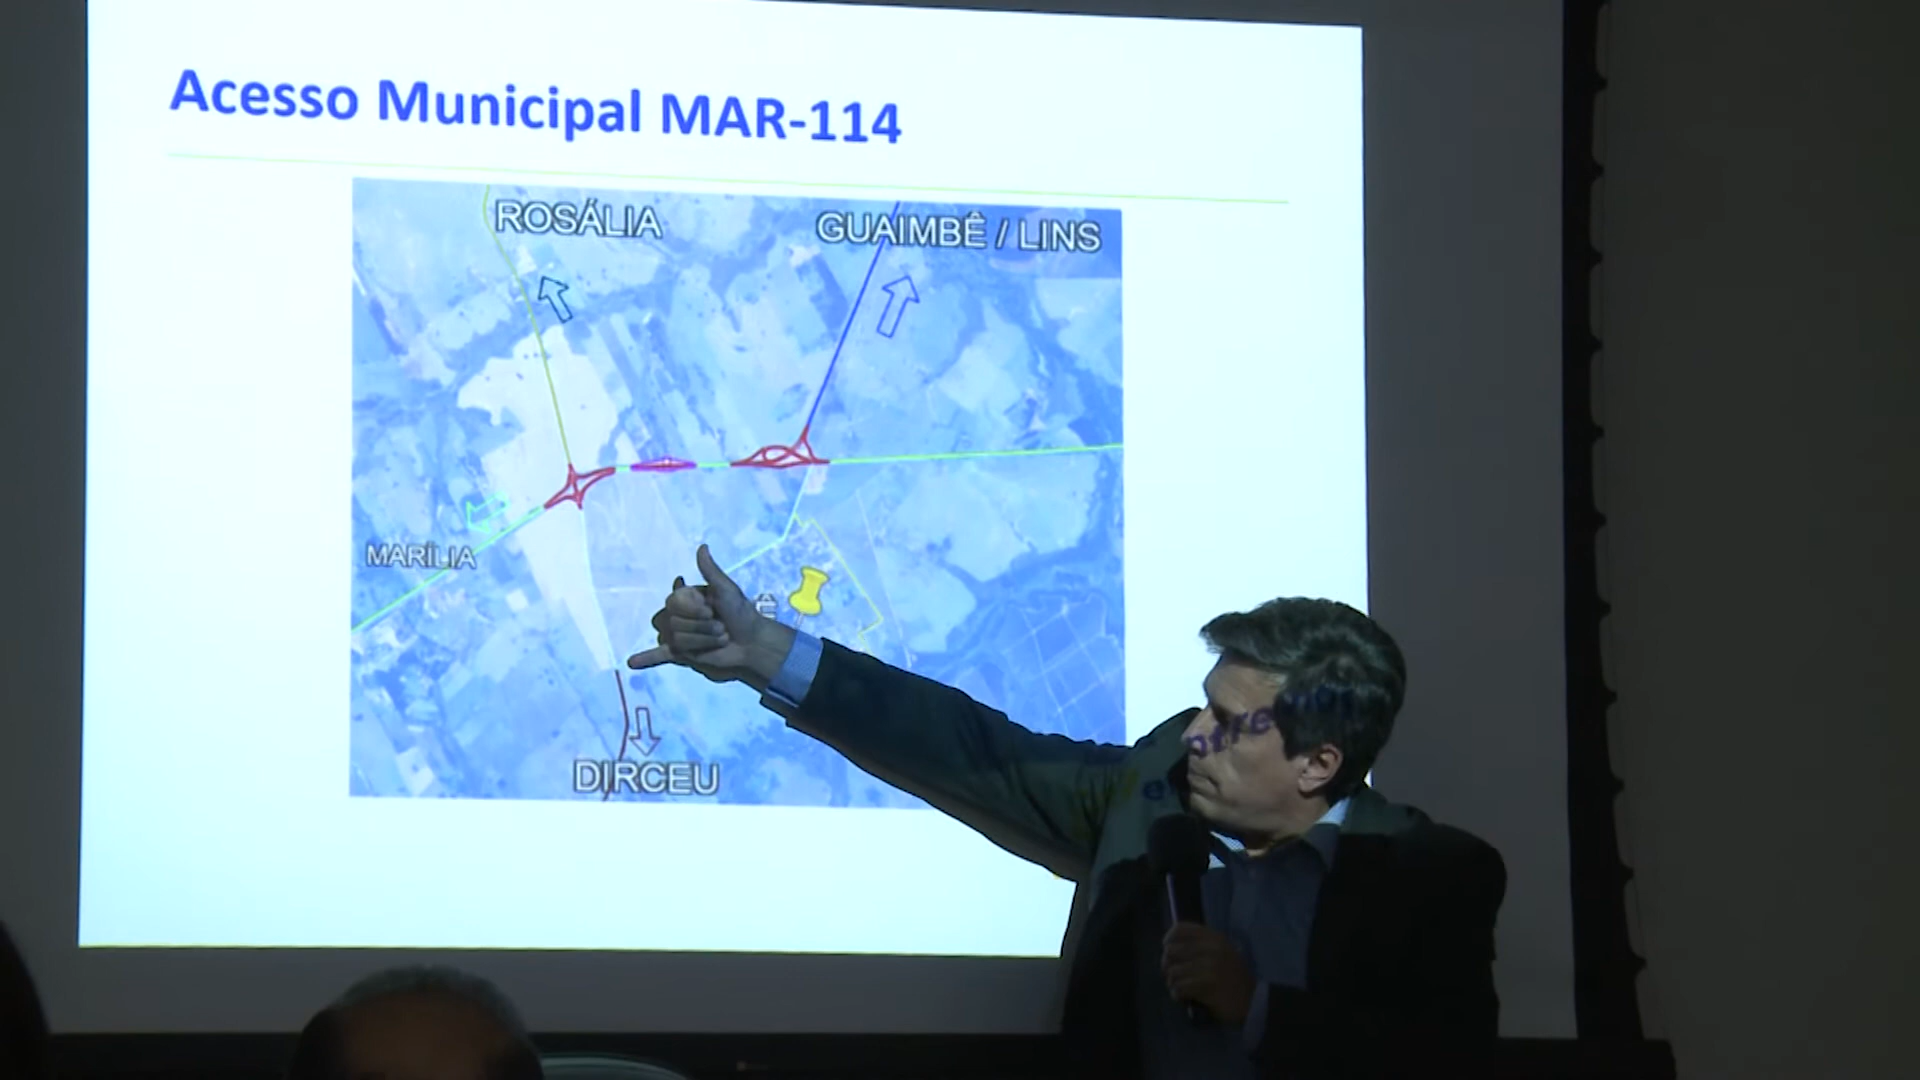 Acesso Municipal MAR-114
ROSÁLIA
GUAIMBÊ / LINS
MARÍLIA
Ê
DIRCEU